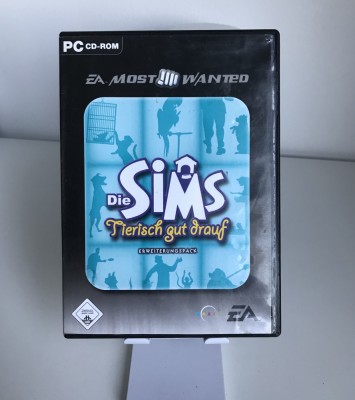 PC CD-ROM
EA MOST WANTED
Die SiMS
Tierisch gut drauf
ERWEITERUNGSPACK
EA